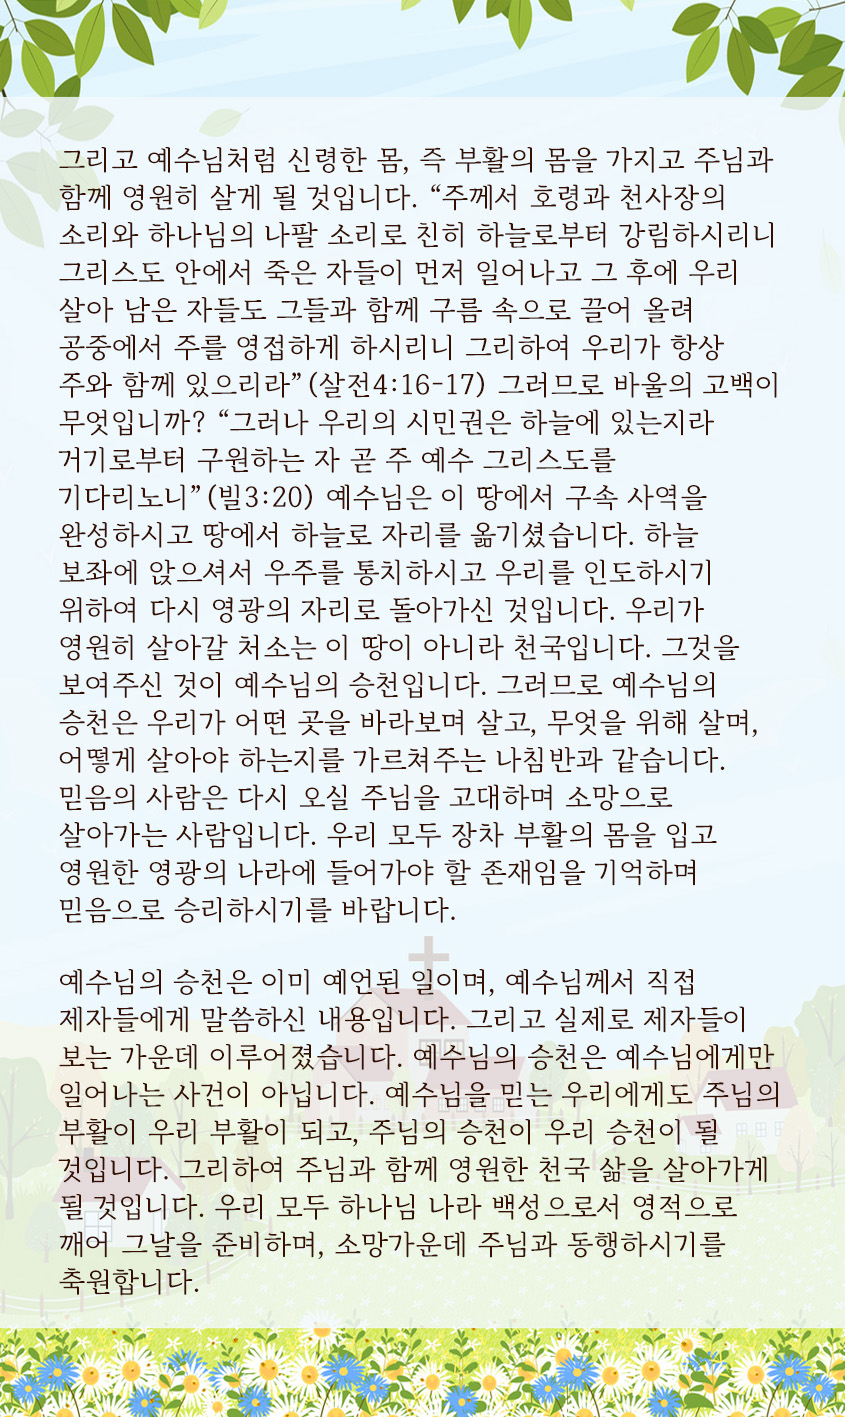 그리고 예수님처럼 신령한 몸, 즉 부활의 몸을 가지고 주님과
함께 영원히 살게 될 것입니다. “주께서 호령과 천사장의
소리와 하나님의 나팔 소리로 친히 하늘로부터 강림하시리니
그리스도 안에서 죽은 자들이 먼저 일어나고 그 후에 우리
살아 남은 자들도 그들과 함께 구름 속으로 끌어 올려
공중에서 주를 영접하게 하시리니 그리하여 우리가 항상
주와 함께 있으리라”(살전4:16-17) 그러므로 바울의 고백이
무엇입니까? “그러나 우리의 시민권은 하늘에 있는지라
거기로부터 구원하는 자 곧 주 예수 그리스도를
기다리노니”(빌3:20) 예수님은 이 땅에서 구속 사역을
완성하시고 땅에서 하늘로 자리를 옮기셨습니다. 하늘
보좌에 앉으셔서 우주를 통치하시고 우리를 인도하시기
위하여 다시 영광의 자리로 돌아가신 것입니다. 우리가
영원히 살아갈 처소는 이 땅이 아니라 천국입니다. 그것을
보여주신 것이 예수님의 승천입니다. 그러므로 예수님의
승천은 우리가 어떤 곳을 바라보며 살고, 무엇을 위해 살며,
어떻게 살아야 하는지를 가르쳐주는 나침반과 같습니다.
믿음의 사람은 다시 오실 주님을 고대하며 소망으로
살아가는 사람입니다. 우리 모두 장차 부활의 몸을 입고
영원한 영광의 나라에 들어가야 할 존재임을 기억하며
믿음으로 승리하시기를 바랍니다.
예수님의 승천은 이미 예언된 일이며, 예수님께서 직접
제자들에게 말씀하신 내용입니다. 그리고 실제로 제자들이
보는 가운데 이루어졌습니다. 예수님의 승천은 예수님에게만
일어나는 사건이 아닙니다. 예수님을 믿는 우리에게도 주님의
부활이 우리 부활이 되고, 주님의 승천이 우리 승천이 될
것입니다. 그리하여 주님과 함께 영원한 천국 삶을 살아가게
될 것입니다. 우리 모두 하나님 나라 백성으로서 영적으로
깨어 그날을 준비하며, 소망가운데 주님과 동행하시기를
축원합니다.